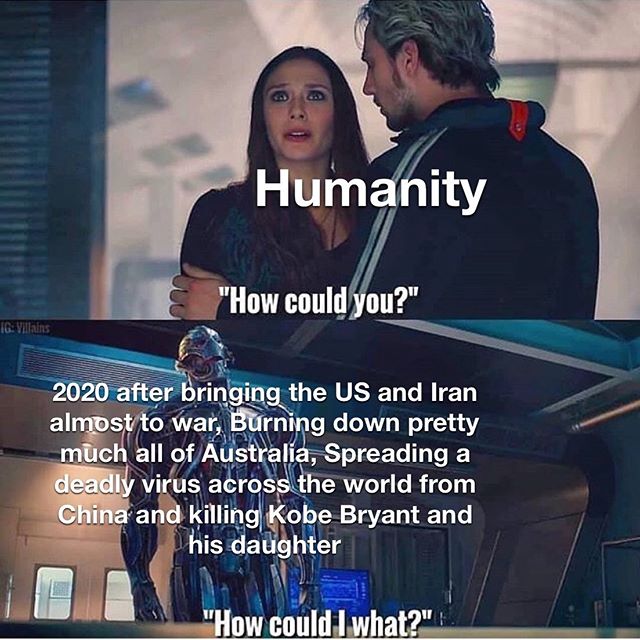 Humanity
"How could you?"
IG: Villains
2020 after bringing the US and Iran
almost to war, Burning down pretty
much all of Australia, Spreading a
deadly virus across the world from
China and killing Kobe Bryant and
his daughter
"How could I what?"